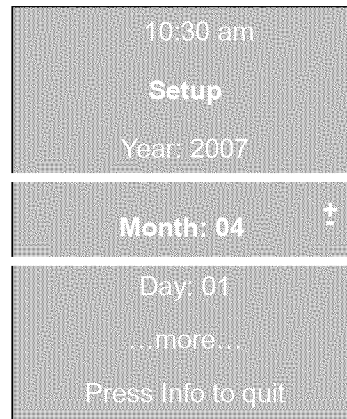 10:30 am
Setup
Year: 2007
Month: 04 +
-
Day: 01
...more...
Press Info to quit